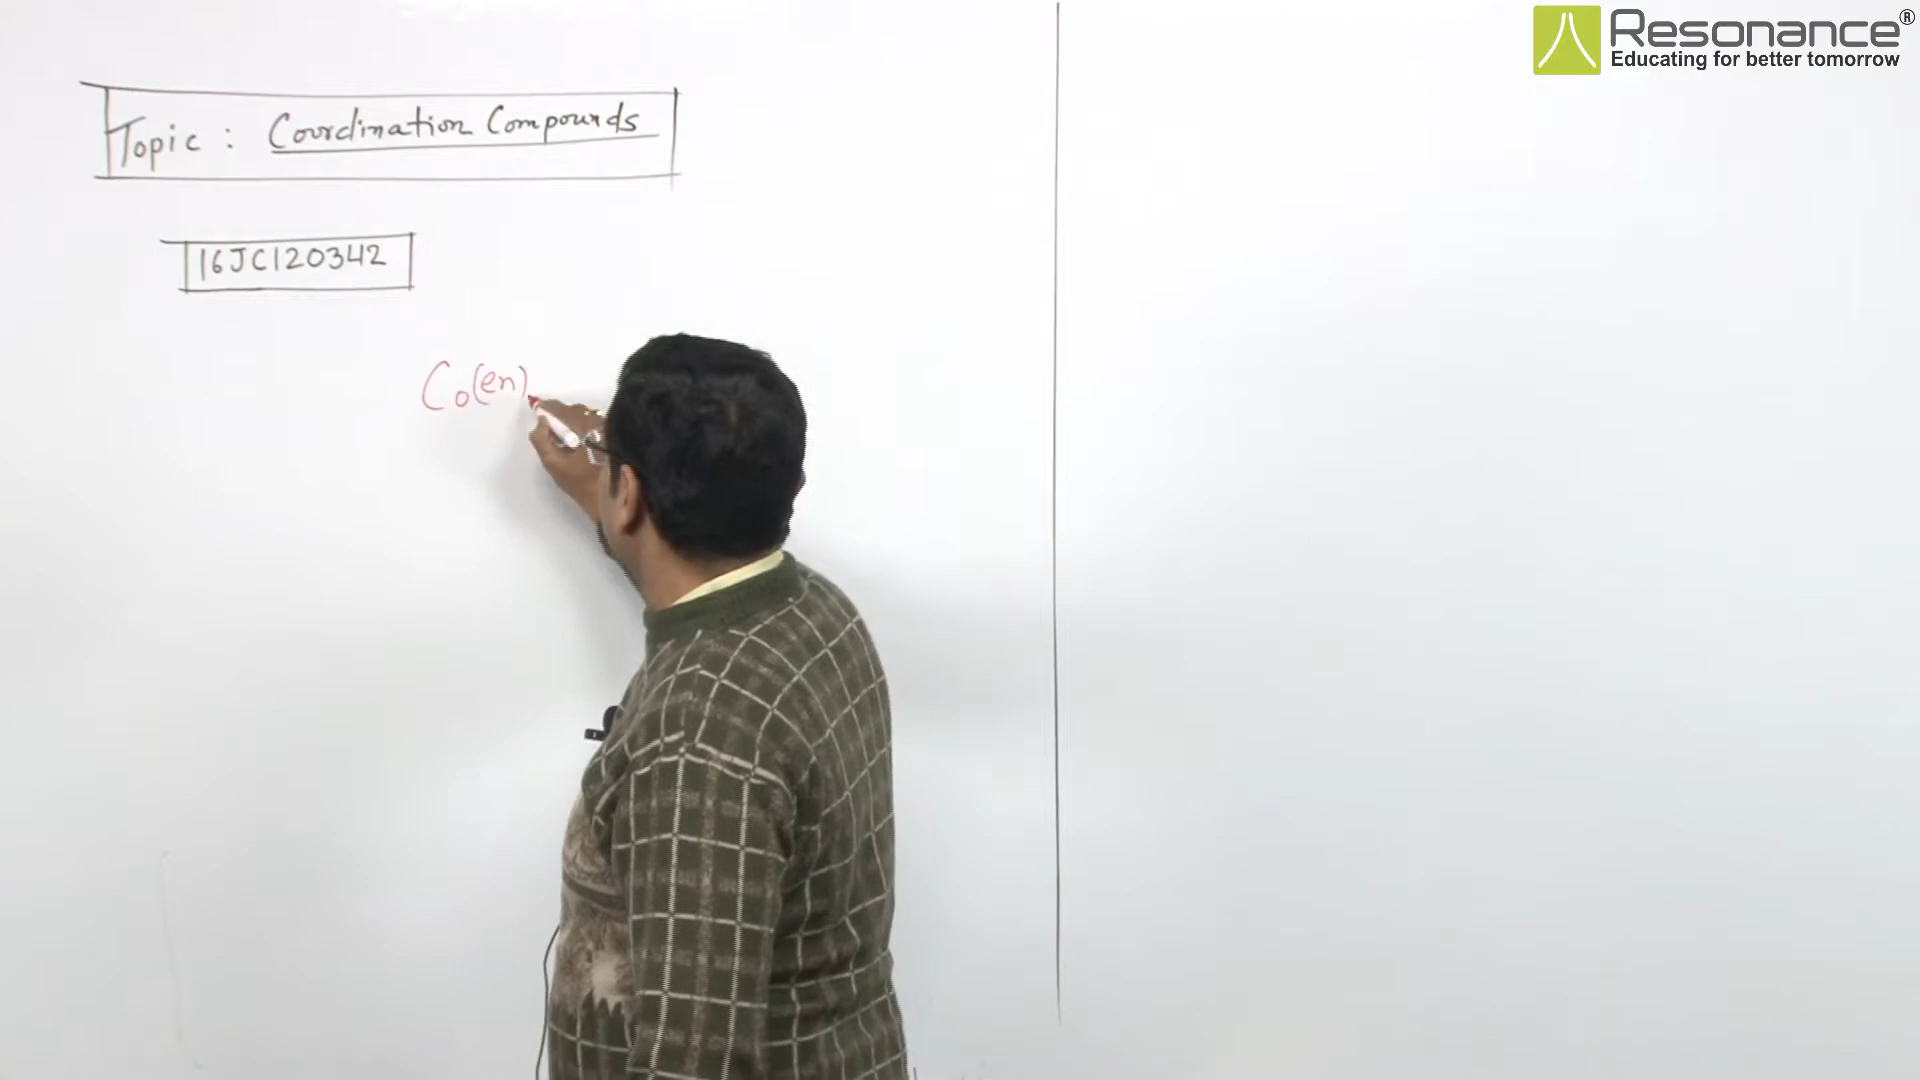 Resonance®
Educating for better tomorrow
Topic : Coordination Compounds
16JC120342
Co(en)